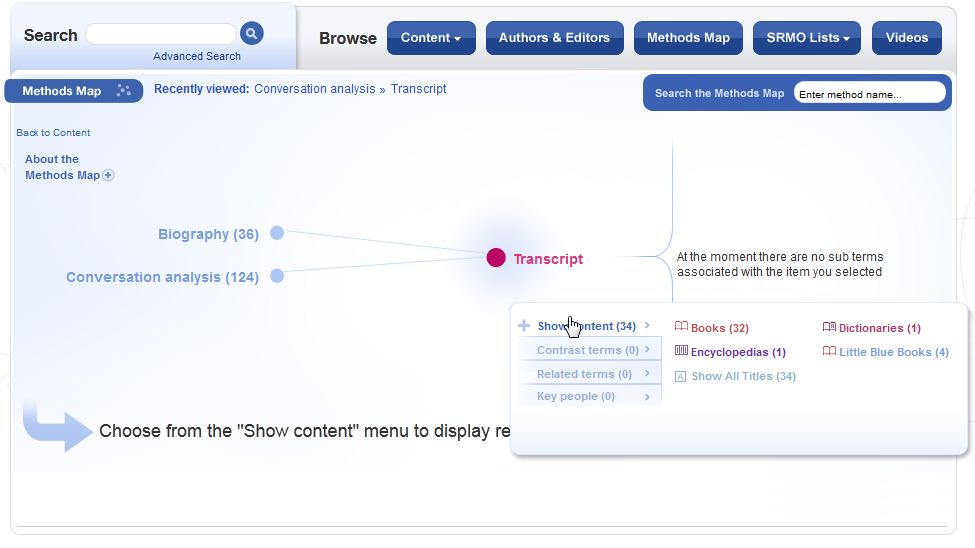 Search
Advanced Search
Browse
Content
Authors & Editors
Methods Map
SRMO Lists
Videos
Methods Map
Recently viewed: Conversation analysis » Transcript
Search the Methods Map
Enter method name...
Back to Content
About the
Methods Map
Biography (36)
Conversation analysis (124)
Transcript
At the moment there are no sub terms
associated with the item you selected
Show content (34)
Contrast terms (0)
Related terms (0)
Key people (0)
Books (32)
Dictionaries (1)
Encyclopedias (1)
Little Blue Books (4)
A Show All Titles (34)
Choose from the "Show content" menu to display re